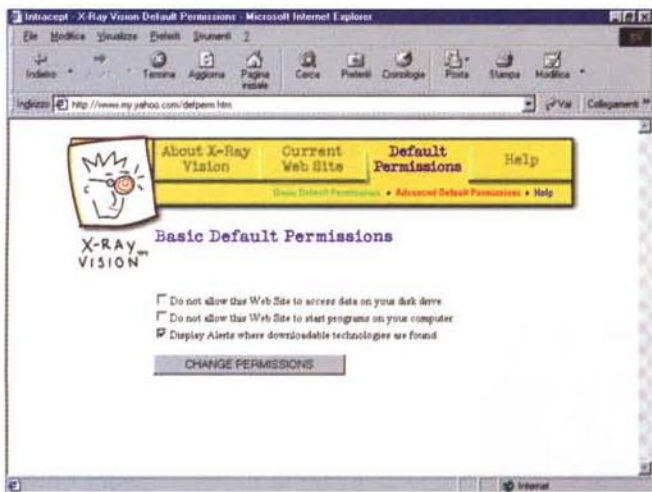 Intracept - X-Ray Vision Default Permissions - Microsoft Internet Explorer
File Modifica Visualizza Preferiti Strumenti ?
Indietro Termina Aggiorna Pagina iniziale Cerca Preferiti Cronologia Posta Stampa Modifica
Indirizzo http://www.my.yahoo.com/defperm.htm Vai Collegamenti »
About X-Ray Vision
Current Web Site
Default Permissions
Help
Basic Default Permissions • Advanced Default Permissions • Help
X-RAY VISION
Basic Default Permissions
Do not allow this Web Site to access data on your disk drive.
Do not allow this Web Site to start programs on your computer.
Display Alerts where downloadable technologies are found.
CHANGE PERMISSIONS
Internet